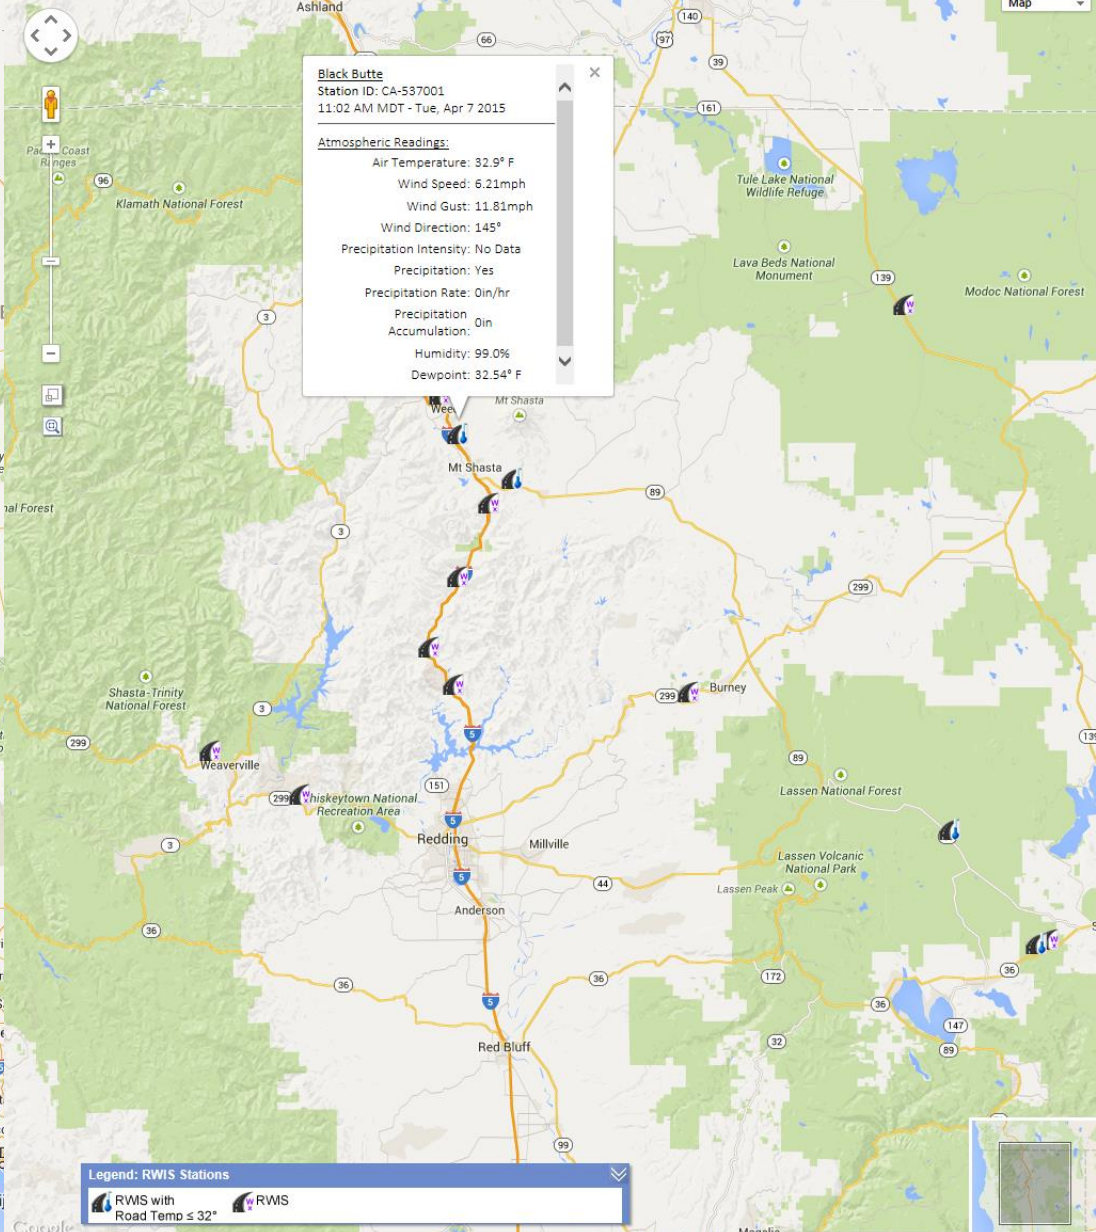 Ashland
140
Map
66
97
39
Black Butte
Station ID: CA-537001
11:02 AM MDT - Tue, Apr 7 2015
161
Atmospheric Readings:
Air Temperature: 32.9° F
Wind Speed: 6.21mph
Wind Gust: 11.81mph
Wind Direction: 145°
Precipitation Intensity: No Data
Precipitation: Yes
Precipitation Rate: 0in/hr
Precipitation
Accumulation: 0in
Humidity: 99.0%
Dewpoint: 32.54° F
Coast
Ranges
96
Klamath National Forest
Tule Lake National
Wildlife Refuge
Lava Beds National
Monument
139
Modoc National Forest
3
Mt Shasta
Mt Shasta
89
nal Forest
3
299
Shasta-Trinity
National Forest
299
Burney
3
299
5
139
Weaverville
89
151
Lassen National Forest
299
Whiskeytown National
Recreation Area
5
Redding
Millville
3
Lassen Volcanic
National Park
5
44
Lassen Peak
Anderson
36
36
36
172
36
5
36
147
32
89
Red Bluff
99
Legend: RWIS Stations
RWIS with
Road Temp ≤ 32°
RWIS
Google